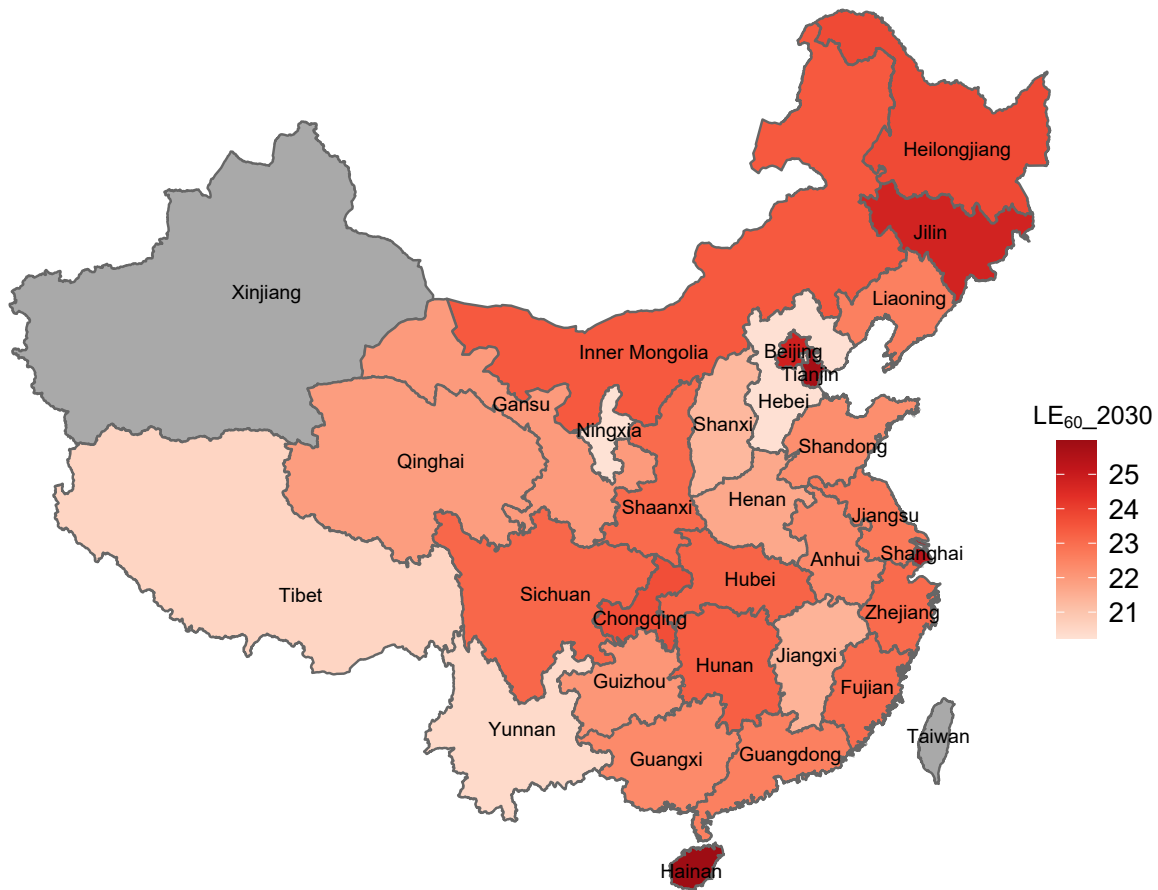 Heilongjiang
Jilin
Xinjiang
Liaoning
Inner Mongolia
Beijing
Tianjin
Hebei
Gansu
Ningxia
Shanxi
Shandong
Qinghai
Henan
Shaanxi
Jiangsu
Anhui
Shanghai
Tibet
Sichuan
Hubei
Chongqing
Zhejiang
Jiangxi
Hunan
Guizhou
Fujian
Yunnan
Taiwan
Guangxi
Guangdong
Hainan
LE₆₀_2030
25
24
23
22
21